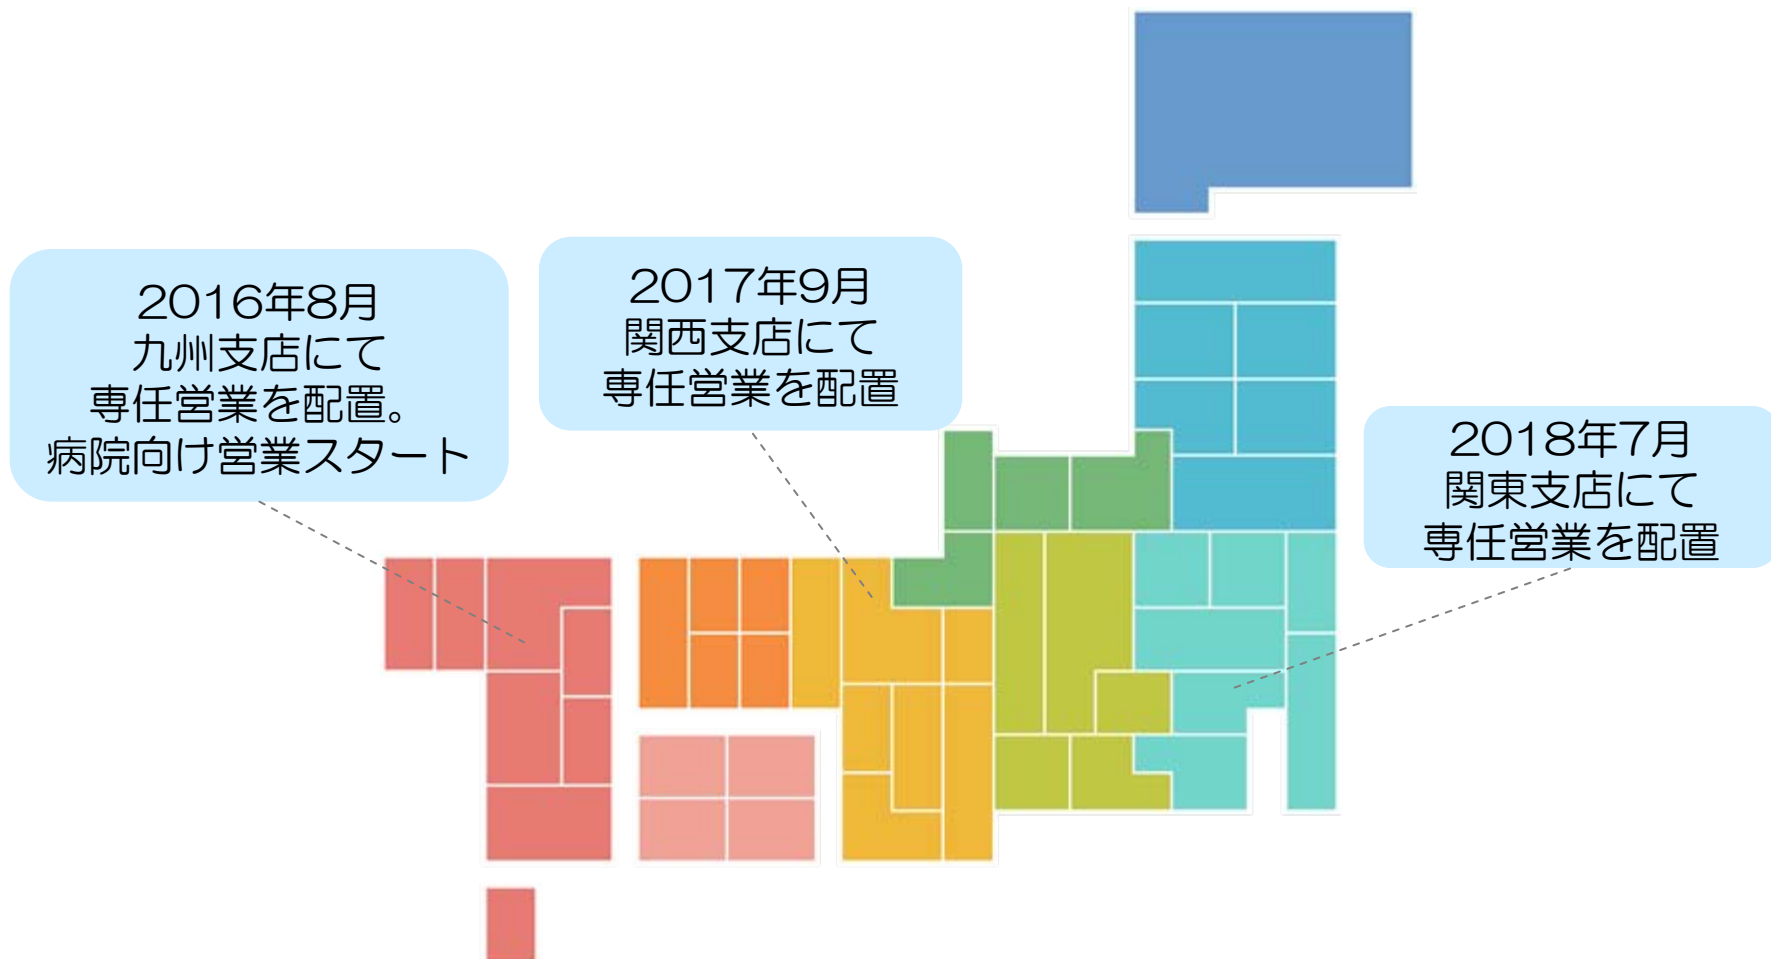 2016年8月
九州支店にて
専任営業を配置。
病院向け営業スタート
2017年9月
関西支店にて
専任営業を配置
2018年7月
関東支店にて
専任営業を配置